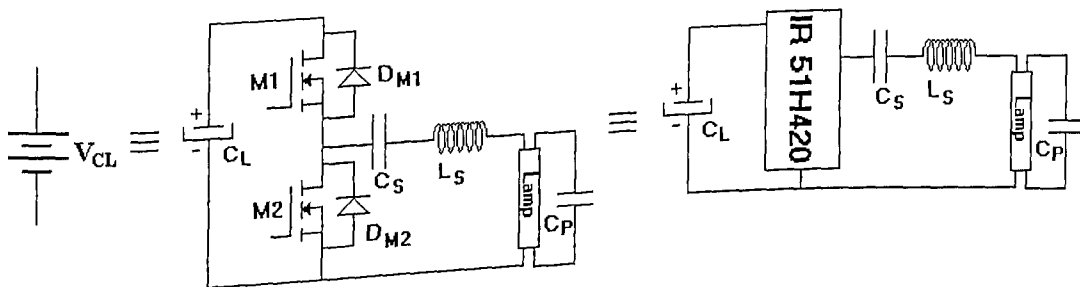 V_CL
+
-
C_L
M1
D_M1
M2
D_M2
C_S
L_S
Lamp
C_P
+
-
C_L
IR 51H420
C_S
L_S
Lamp
C_P